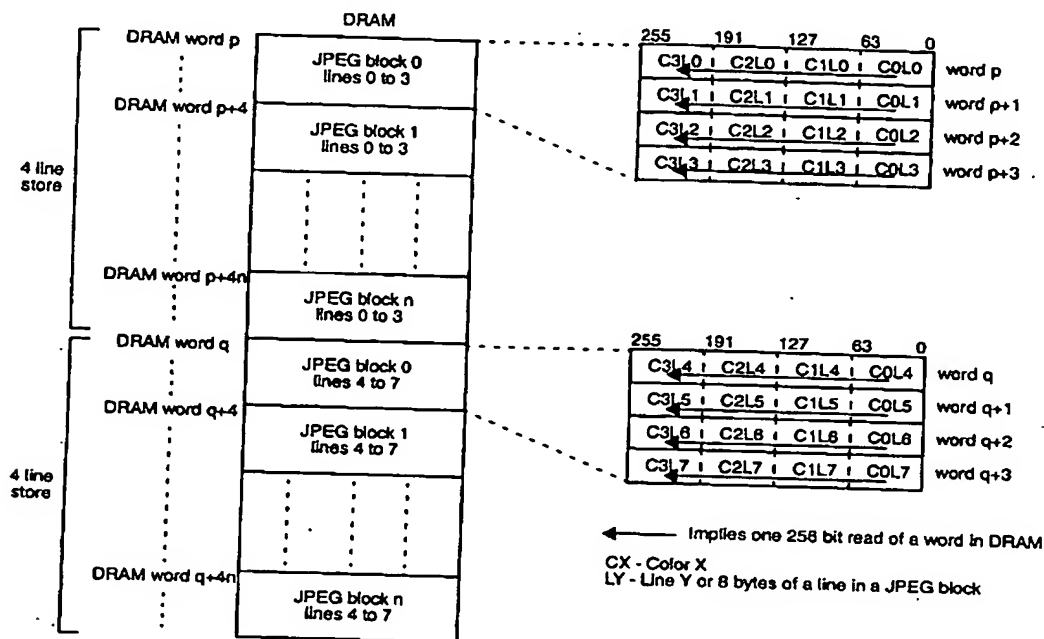 DRAM
DRAM word p
JPEG block 0
lines 0 to 3
DRAM word p+4
JPEG block 1
lines 0 to 3
4 line
store
DRAM word p+4n
JPEG block n
lines 0 to 3
DRAM word q
JPEG block 0
lines 4 to 7
DRAM word q+4
JPEG block 1
lines 4 to 7
4 line
store
DRAM word q+4n
JPEG block n
lines 4 to 7
255 191 127 63 0
C3L0 C2L0 C1L0 C0L0 word p
C3L1 C2L1 C1L1 C0L1 word p+1
C3L2 C2L2 C1L2 C0L2 word p+2
C3L3 C2L3 C1L3 C0L3 word p+3
255 191 127 63 0
C3L4 C2L4 C1L4 C0L4 word q
C3L5 C2L5 C1L5 C0L5 word q+1
C3L6 C2L6 C1L6 C0L6 word q+2
C3L7 C2L7 C1L7 C0L7 word q+3
Implies one 256 bit read of a word in DRAM
CX - Color X
LY - Line Y or 8 bytes of a line in a JPEG block